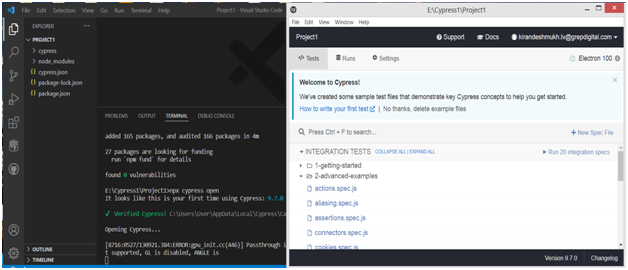 File Edit Selection View Go Run Terminal
Project1 - Visual Studio Code
EXPLORER
PROJECT1
cypress
node_modules
cypress.json
package-lock.json
package.json
OUTLINE
TIMELINE
PROBLEMS OUTPUT TERMINAL DEBUG CONSOLE
added 165 packages, and audited 166 packages in 4m
27 packages are looking for funding
run `npm fund` for details
found 0 vulnerabilities
E:\Cypress1\Project1>npx cypress open
It looks like this is your first time using Cypress: 9.7.0
✓ Verified Cypress! C:\Users\User\AppData\Local\Cypress\Ca
Opening Cypress...
[8716:0527/130921.384:ERROR:gpu_init.cc(446)] Passthrough i
t supported, GL is disabled, ANGLE is
E:\Cypress1\Project1
File Edit View Window Help
Project1 Support Docs kirandeshmukh.lv@grepdigital.com
Tests Runs Settings Electron 100
Welcome to Cypress!
We've created some sample test files that demonstrate key Cypress concepts to help you get started.
How to write your first test | No thanks, delete example files
Press Ctrl + F to search...
+ New Spec File
INTEGRATION TESTS COLLAPSE ALL | EXPAND ALL Run 20 integration specs
1-getting-started
2-advanced-examples
actions.spec.js
aliasing.spec.js
assertions.spec.js
connectors.spec.js
cookies.spec.js
Version 9.7.0 Changelog